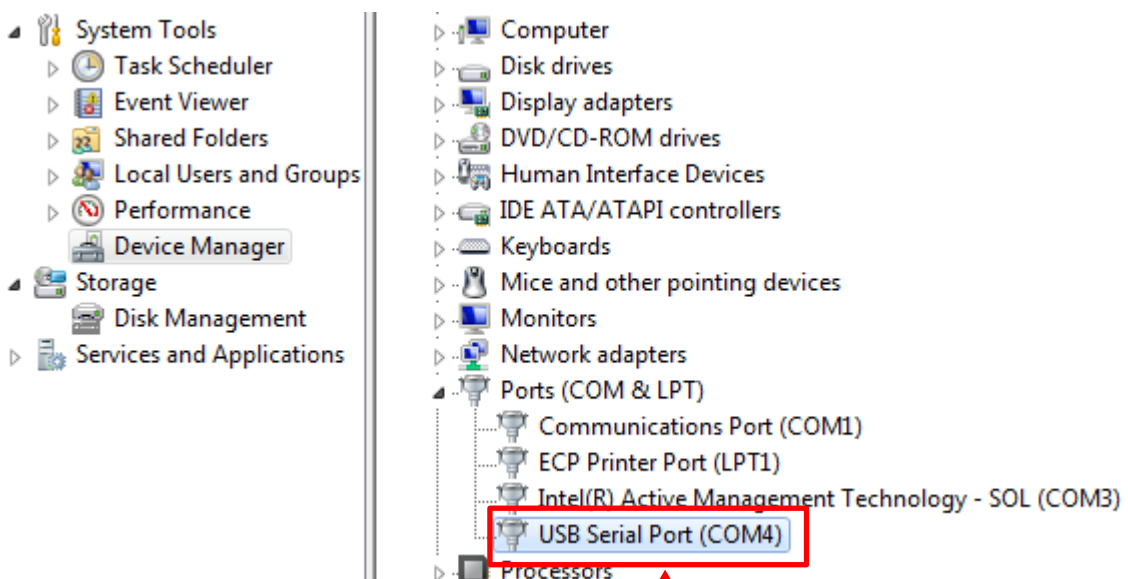 System Tools
Task Scheduler
Event Viewer
Shared Folders
Local Users and Groups
Performance
Device Manager
Storage
Disk Management
Services and Applications
Computer
Disk drives
Display adapters
DVD/CD-ROM drives
Human Interface Devices
IDE ATA/ATAPI controllers
Keyboards
Mice and other pointing devices
Monitors
Network adapters
Ports (COM & LPT)
Communications Port (COM1)
ECP Printer Port (LPT1)
Intel(R) Active Management Technology - SOL (COM3)
USB Serial Port (COM4)
Processors